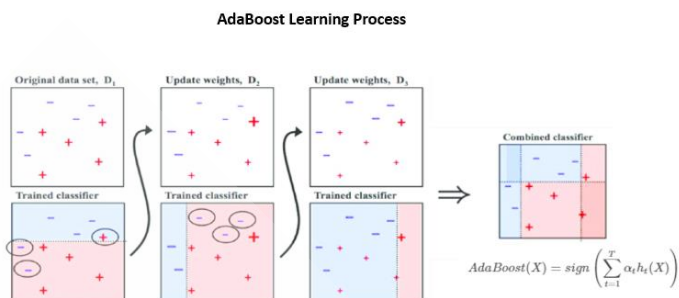 AdaBoost Learning Process
Original data set, D₁
Update weights, D₂
Update weights, D₃
Combined classifier
Trained classifier
Trained classifier
Trained classifier
AdaBoost(X) = sign(∑_{t=1}^{T} α_t h_t(X))